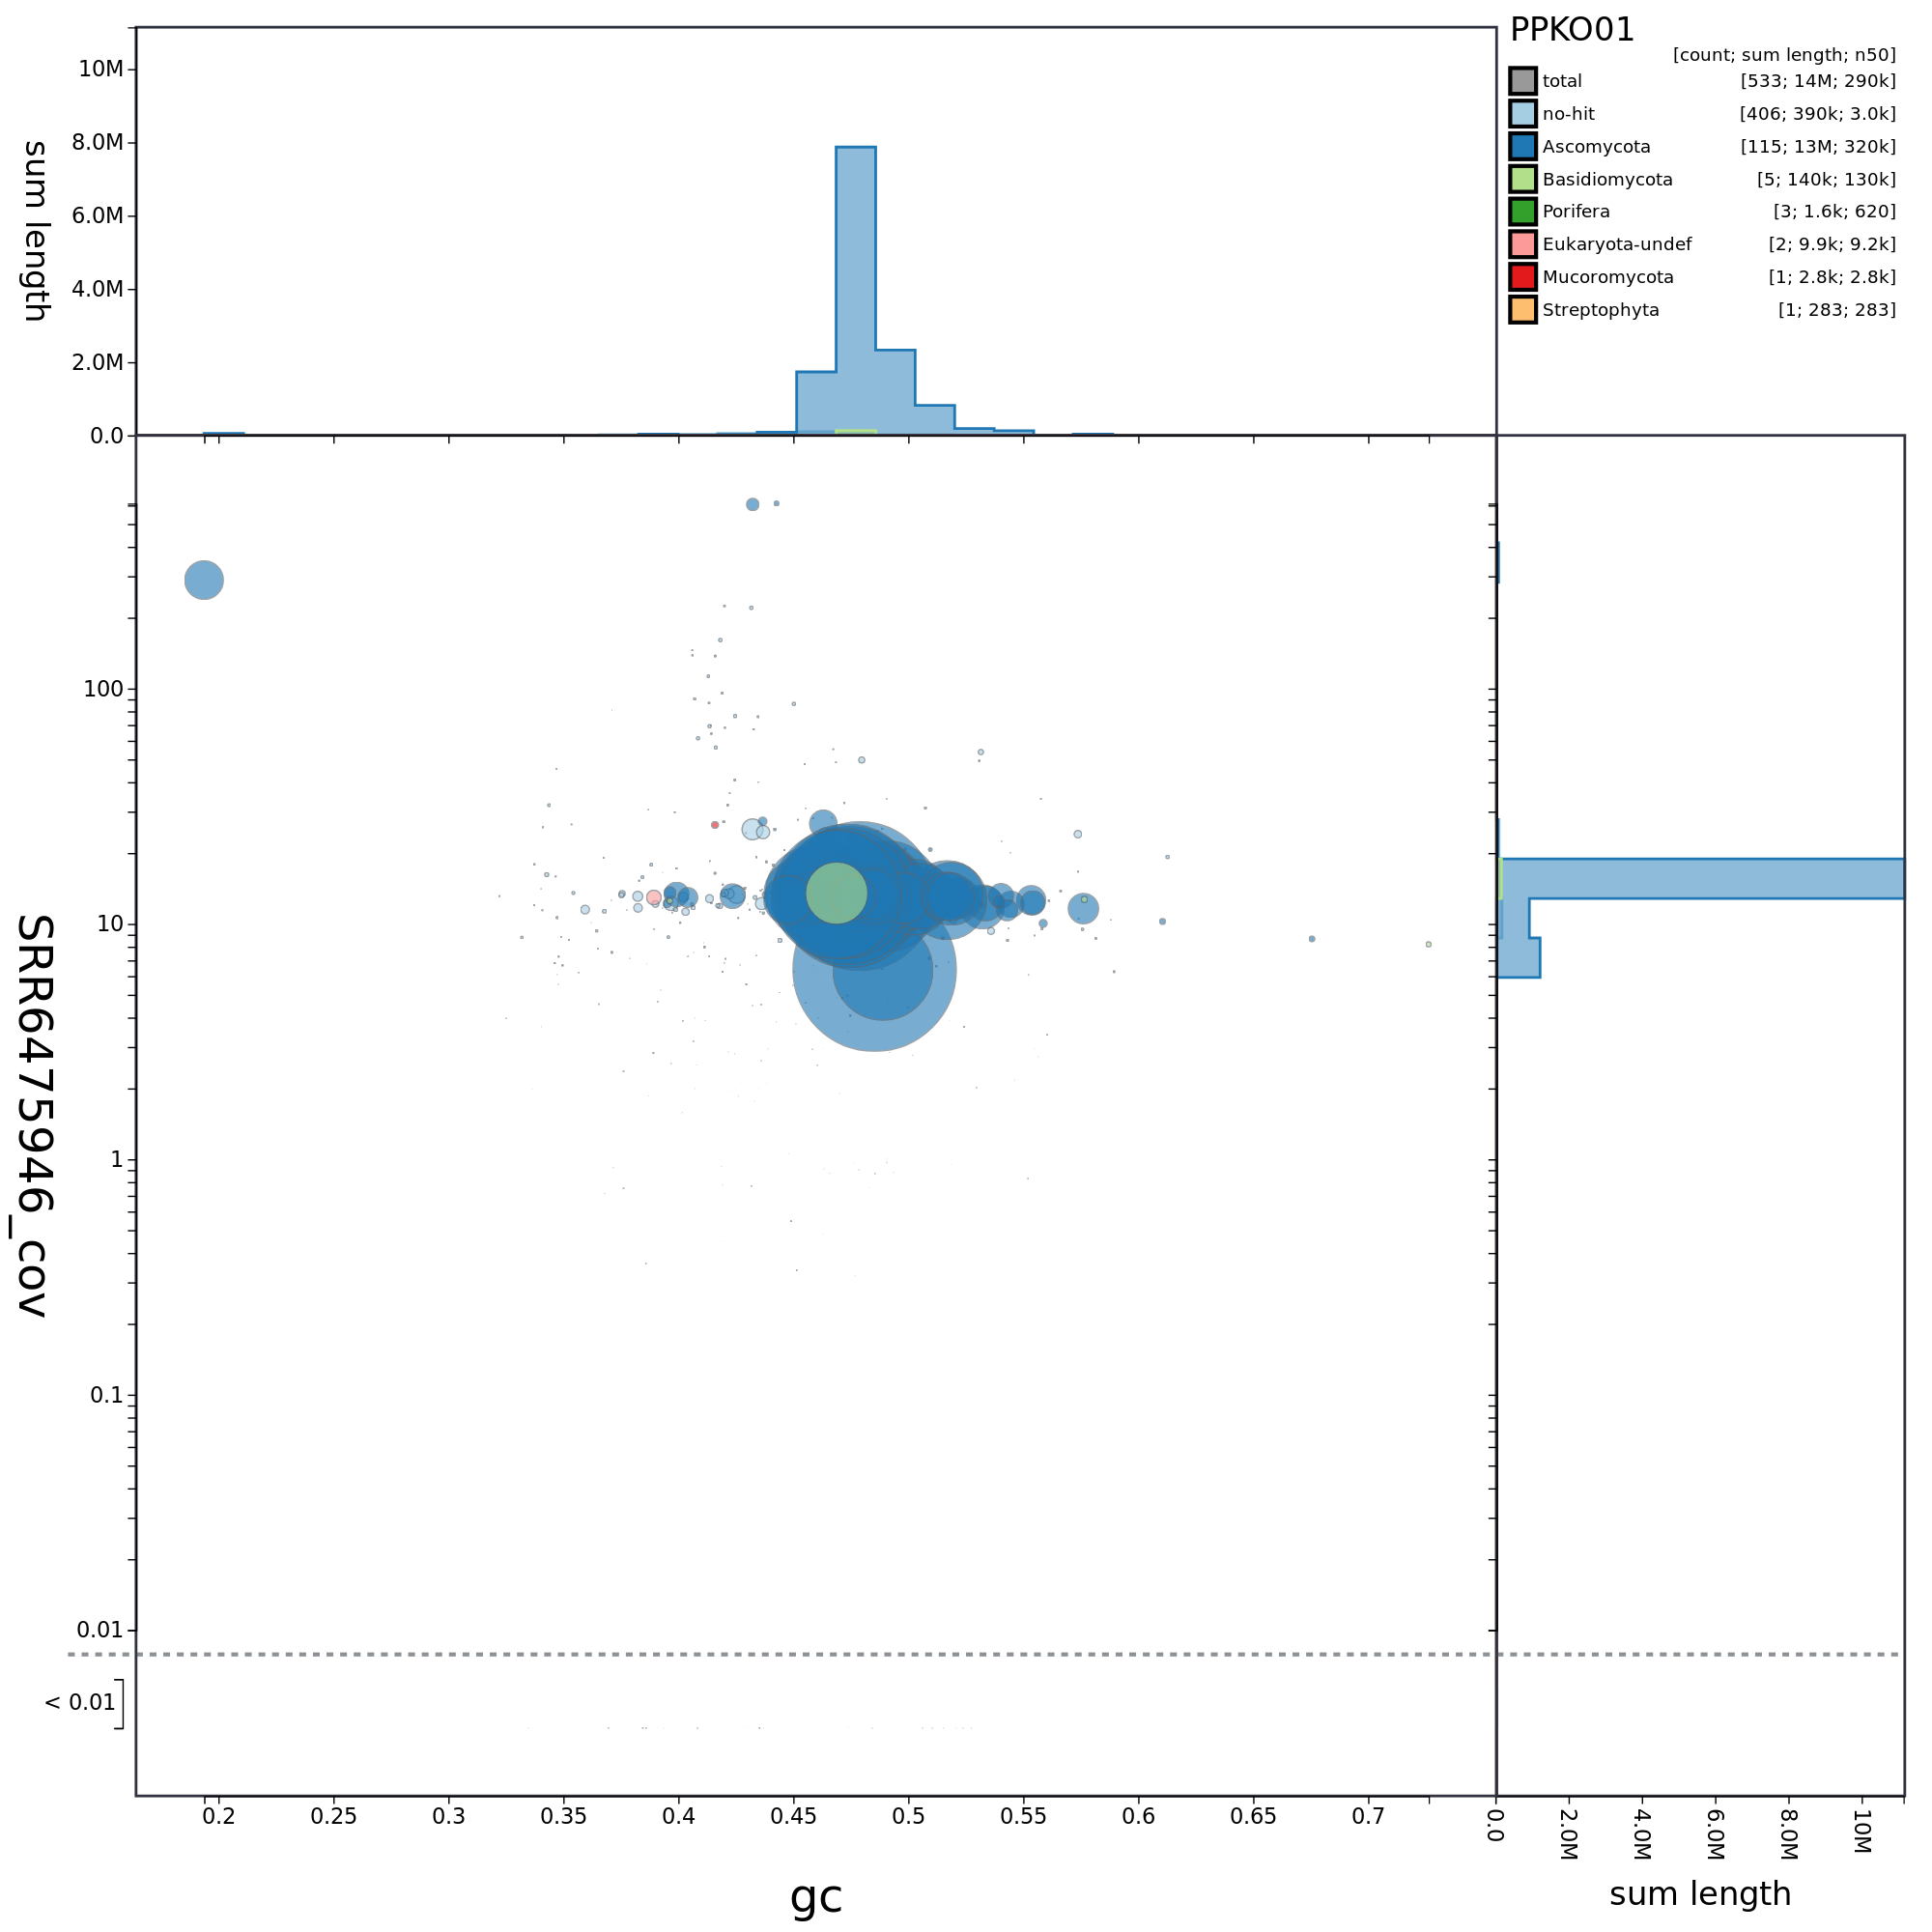 PPKO01
[count; sum length; n50]
total [533; 14M; 290k]
no-hit [406; 390k; 3.0k]
Ascomycota [115; 13M; 320k]
Basidiomycota [5; 140k; 130k]
Porifera [3; 1.6k; 620]
Eukaryota-undef [2; 9.9k; 9.2k]
Mucoromycota [1; 2.8k; 2.8k]
Streptophyta [1; 283; 283]
sum length
10M
8.0M
6.0M
4.0M
2.0M
0.0
SRR6475946_cov
100
10
1
0.1
0.01
< 0.01
0.2 0.25 0.3 0.35 0.4 0.45 0.5 0.55 0.6 0.65 0.7
gc
0.0 2.0M 4.0M 6.0M 8.0M 10M
sum length